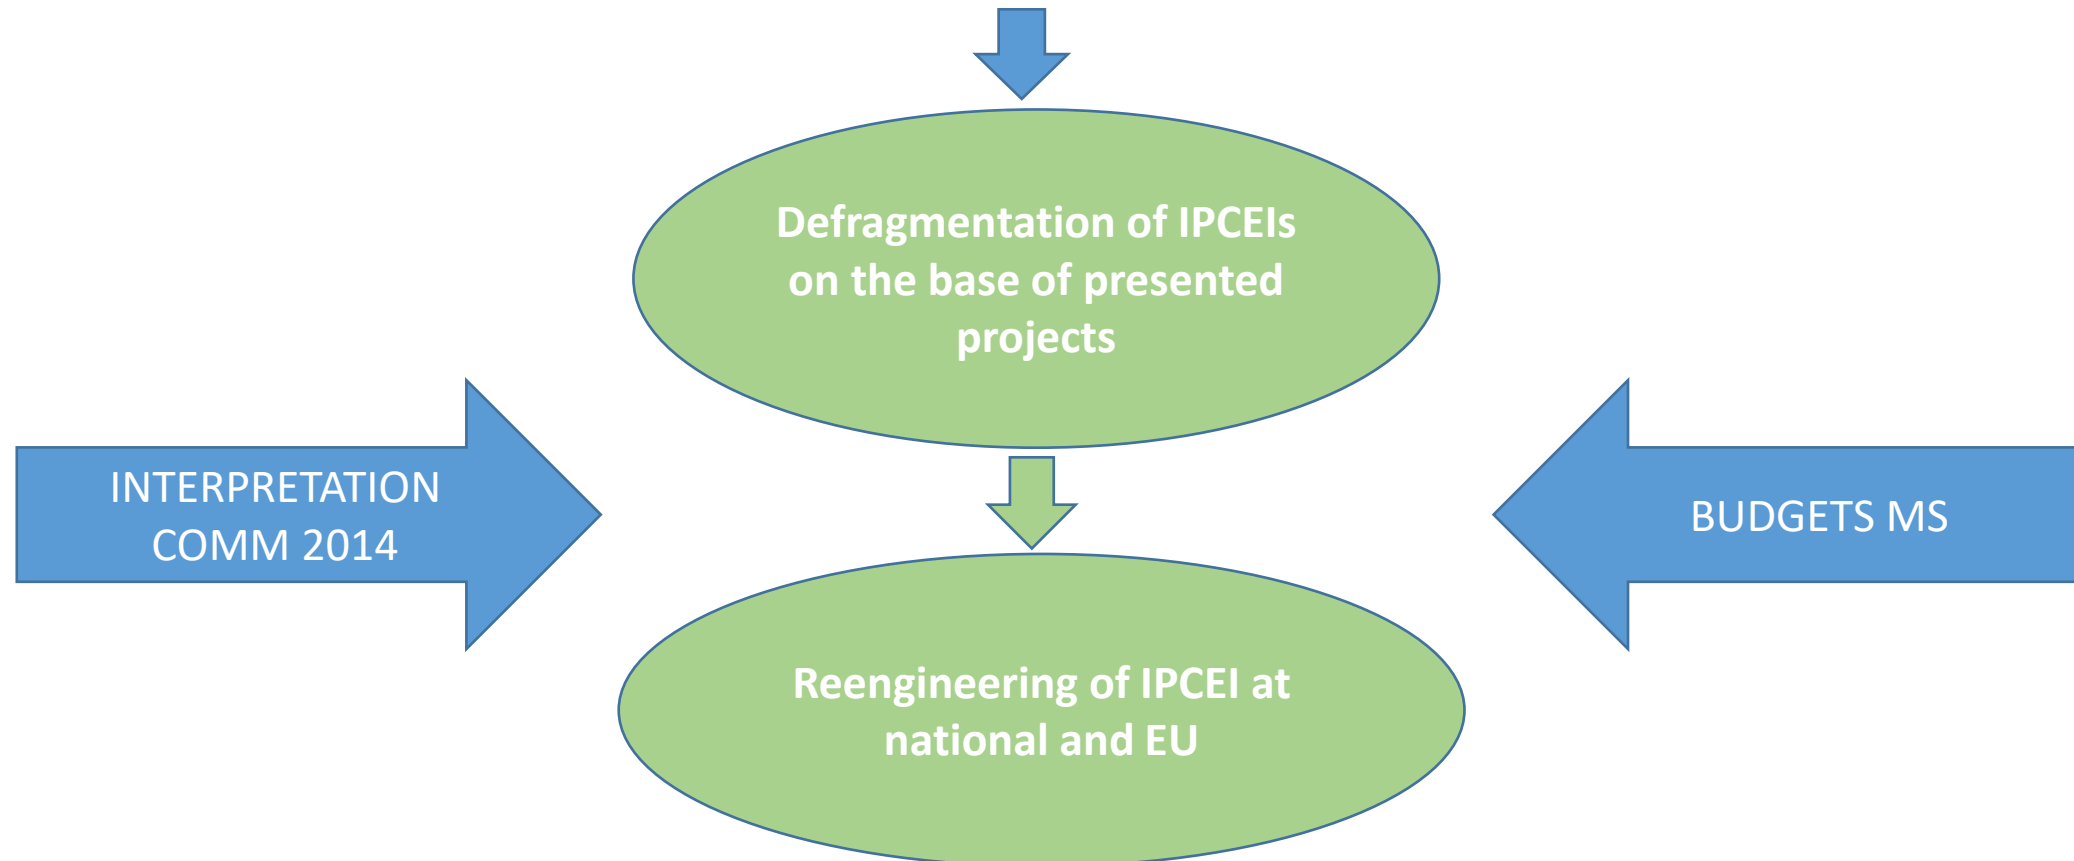 Defragmentation of IPCEIs
on the base of presented
projects
INTERPRETATION
COMM 2014
BUDGETS MS
Reengineering of IPCEI at
national and EU